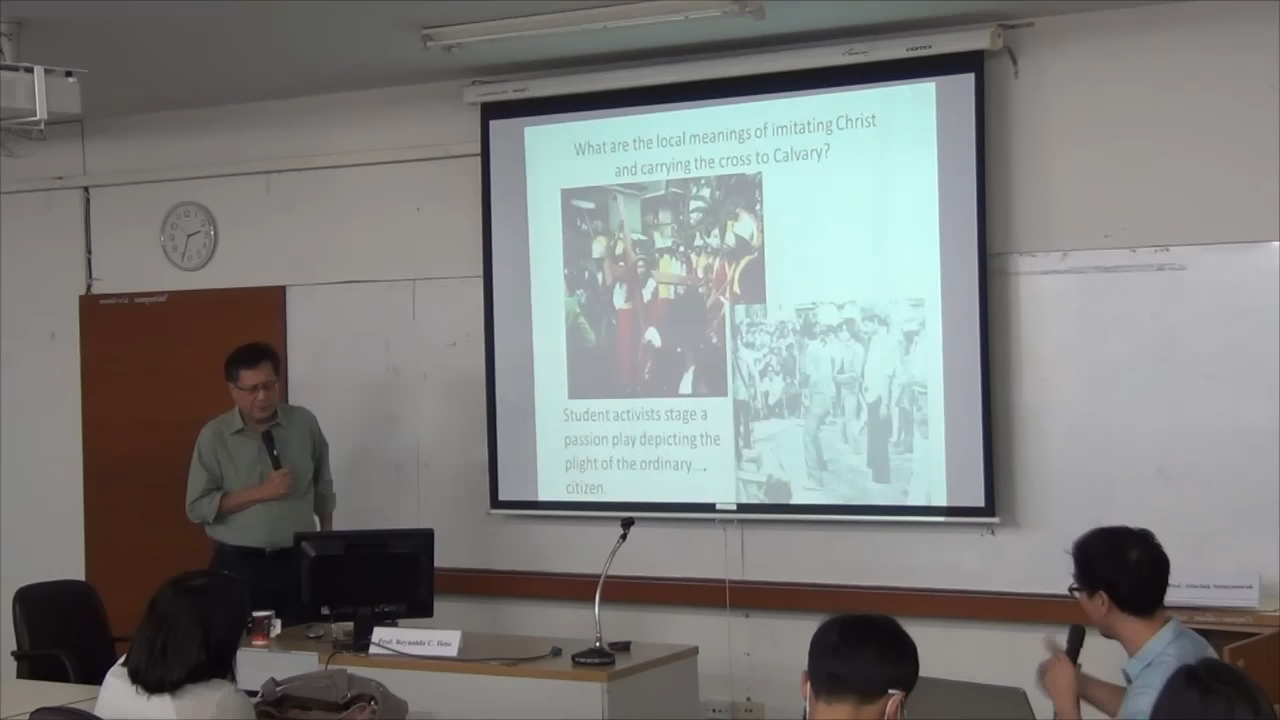 VERTEX
What are the local meanings of imitating Christ
and carrying the cross to Calvary?
Student activists stage a
passion play depicting the
plight of the ordinary....
citizen.
Prof. Reynaldo C. Ileto